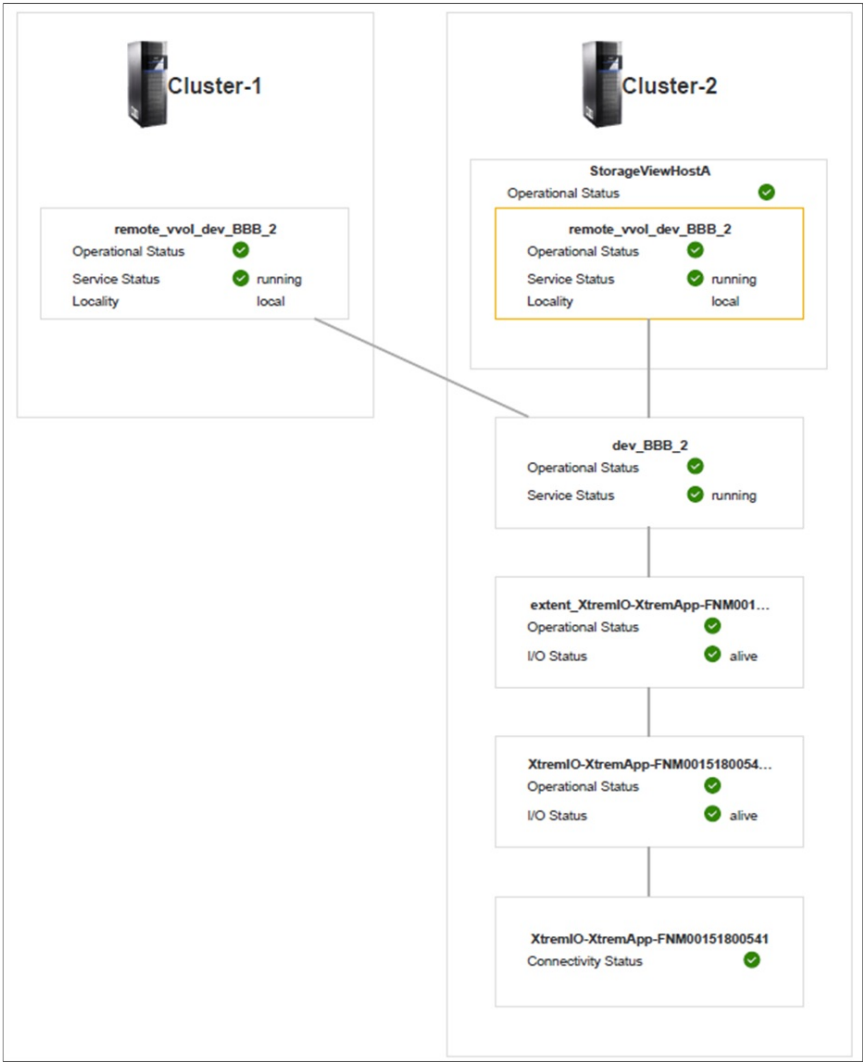 Cluster-1
remote_vvol_dev_BBB_2
Operational Status
Service Status running
Locality local
Cluster-2
StorageViewHostA
Operational Status
remote_vvol_dev_BBB_2
Operational Status
Service Status running
Locality local
dev_BBB_2
Operational Status
Service Status running
extent_XtremIO-XtremApp-FNM001...
Operational Status
I/O Status alive
XtremIO-XtremApp-FNM0015180054...
Operational Status
I/O Status alive
XtremIO-XtremApp-FNM00151800541
Connectivity Status